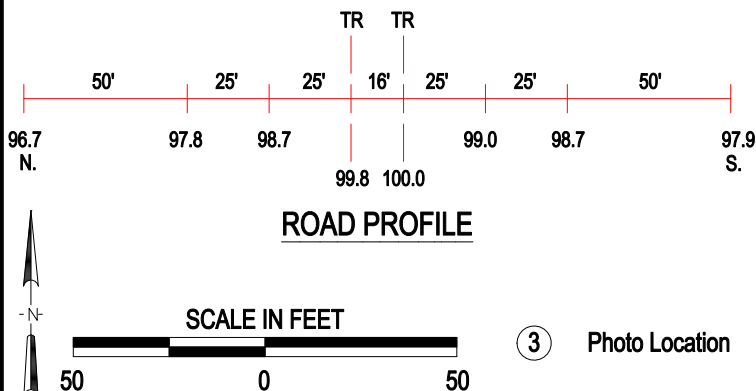 TR TR
50' 25' 25' 16' 25' 25' 50'
96.7 97.8 98.7 99.0 98.7 97.9
N. S.
99.8 100.0
ROAD PROFILE
-N-
SCALE IN FEET
3 Photo Location
50 0 50